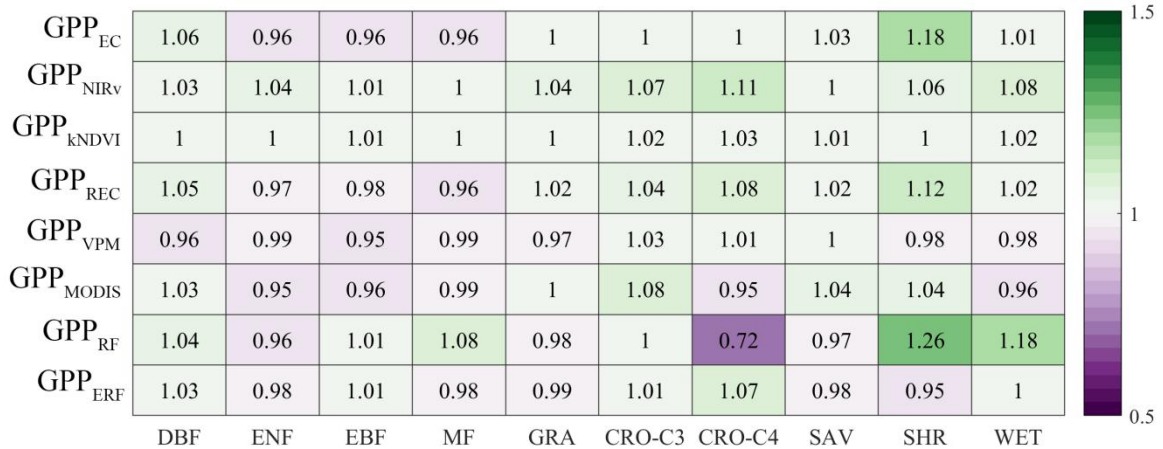 GPP_EC 1.06 0.96 0.96 0.96 1 1 1 1.03 1.18 1.01
GPP_NIRv 1.03 1.04 1.01 1 1.04 1.07 1.11 1 1.06 1.08
GPP_kNDVI 1 1 1.01 1 1 1.02 1.03 1.01 1 1.02
GPP_REC 1.05 0.97 0.98 0.96 1.02 1.04 1.08 1.02 1.12 1.02
GPP_VPM 0.96 0.99 0.95 0.99 0.97 1.03 1.01 1 0.98 0.98
GPP_MODIS 1.03 0.95 0.96 0.99 1 1.08 0.95 1.04 1.04 0.96
GPP_RF 1.04 0.96 1.01 1.08 0.98 1 0.72 0.97 1.26 1.18
GPP_ERF 1.03 0.98 1.01 0.98 0.99 1.01 1.07 0.98 0.95 1
DBF ENF EBF MF GRA CRO-C3 CRO-C4 SAV SHR WET
1.5
1
0.5